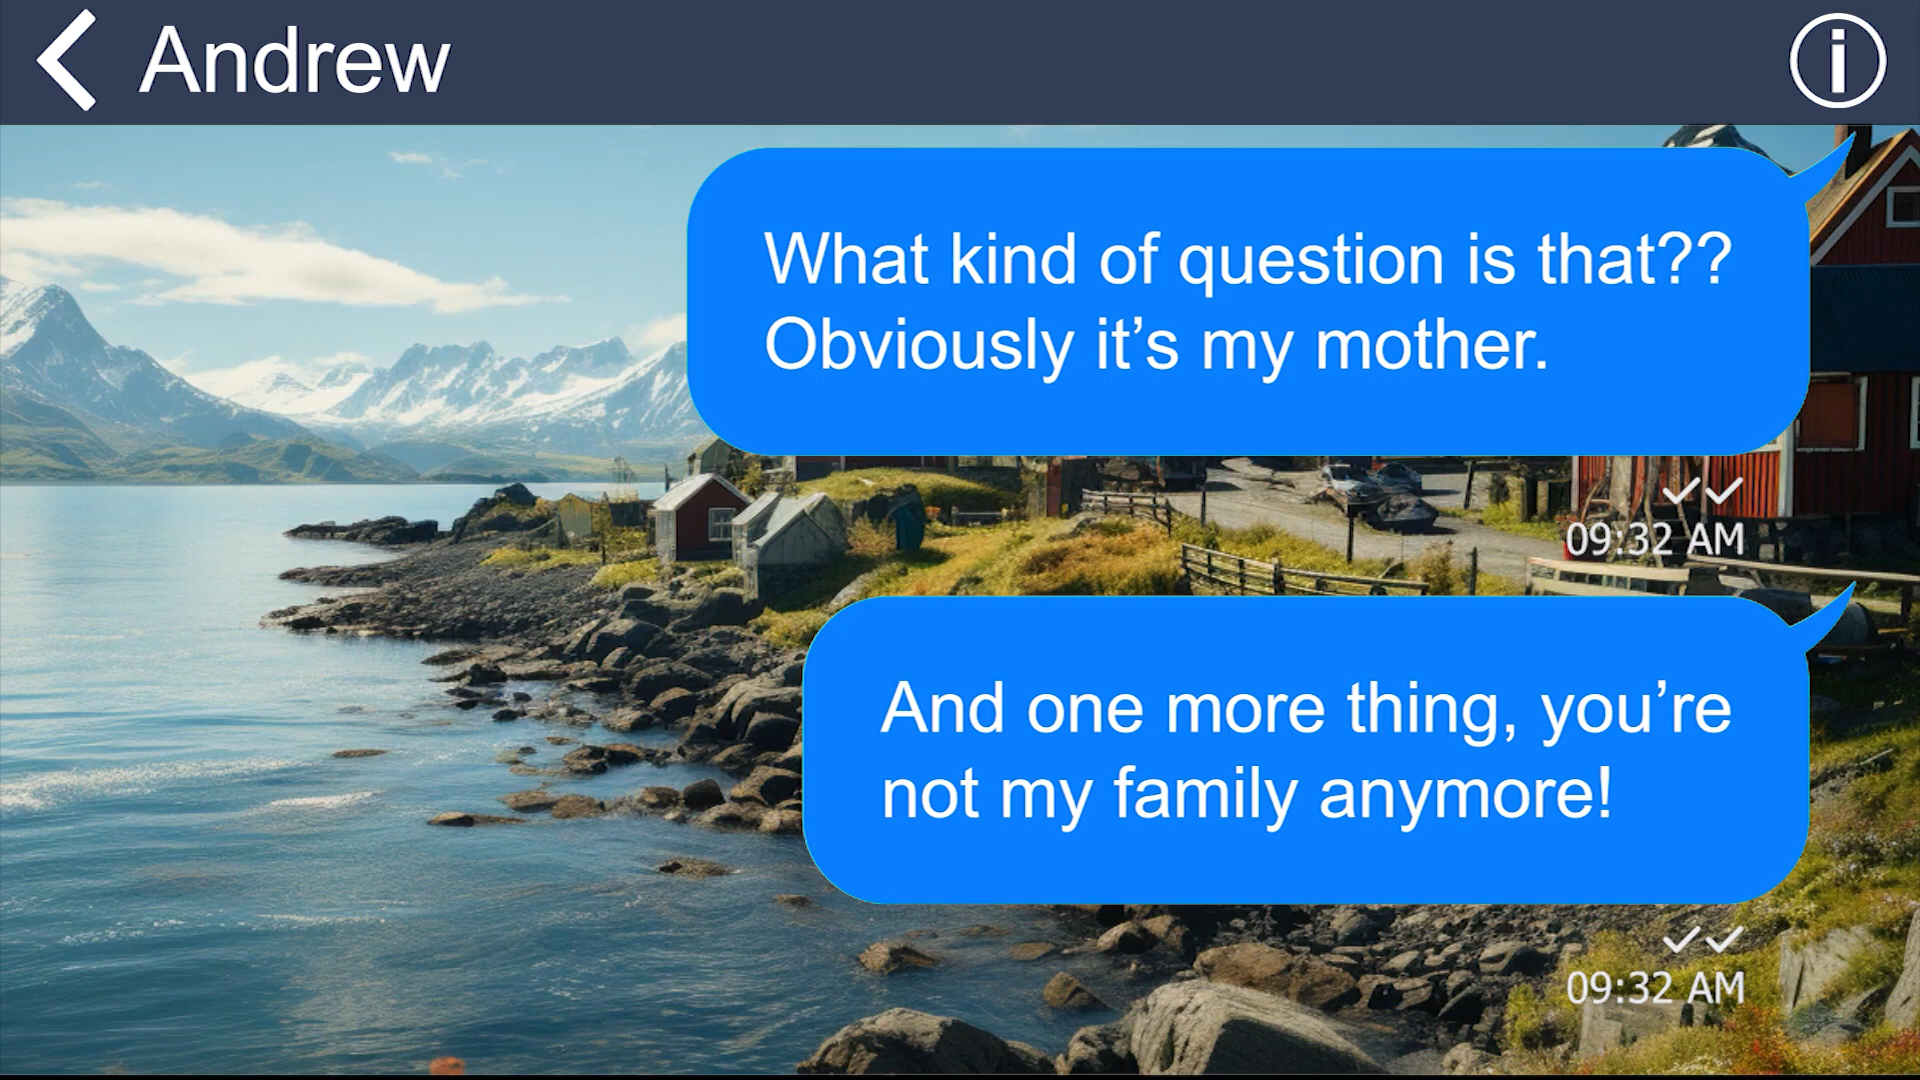 Andrew
What kind of question is that??
Obviously it’s my mother.
09:32 AM
And one more thing, you’re
not my family anymore!
09:32 AM